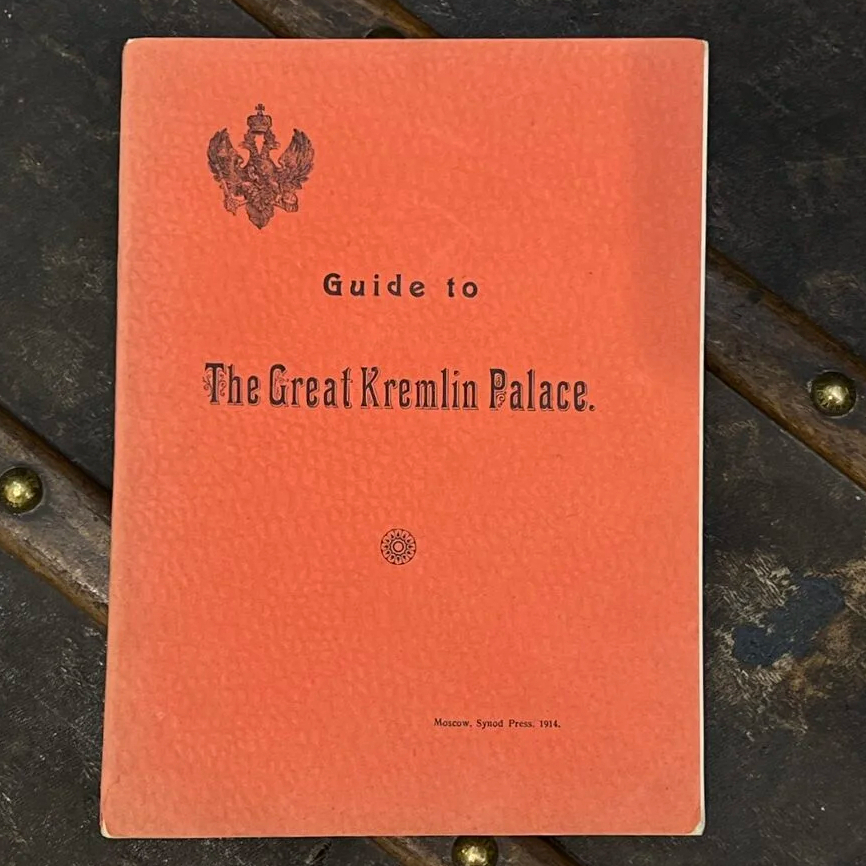 Guide to
The Great Kremlin Palace.
Moscow, Synod Press, 1914.